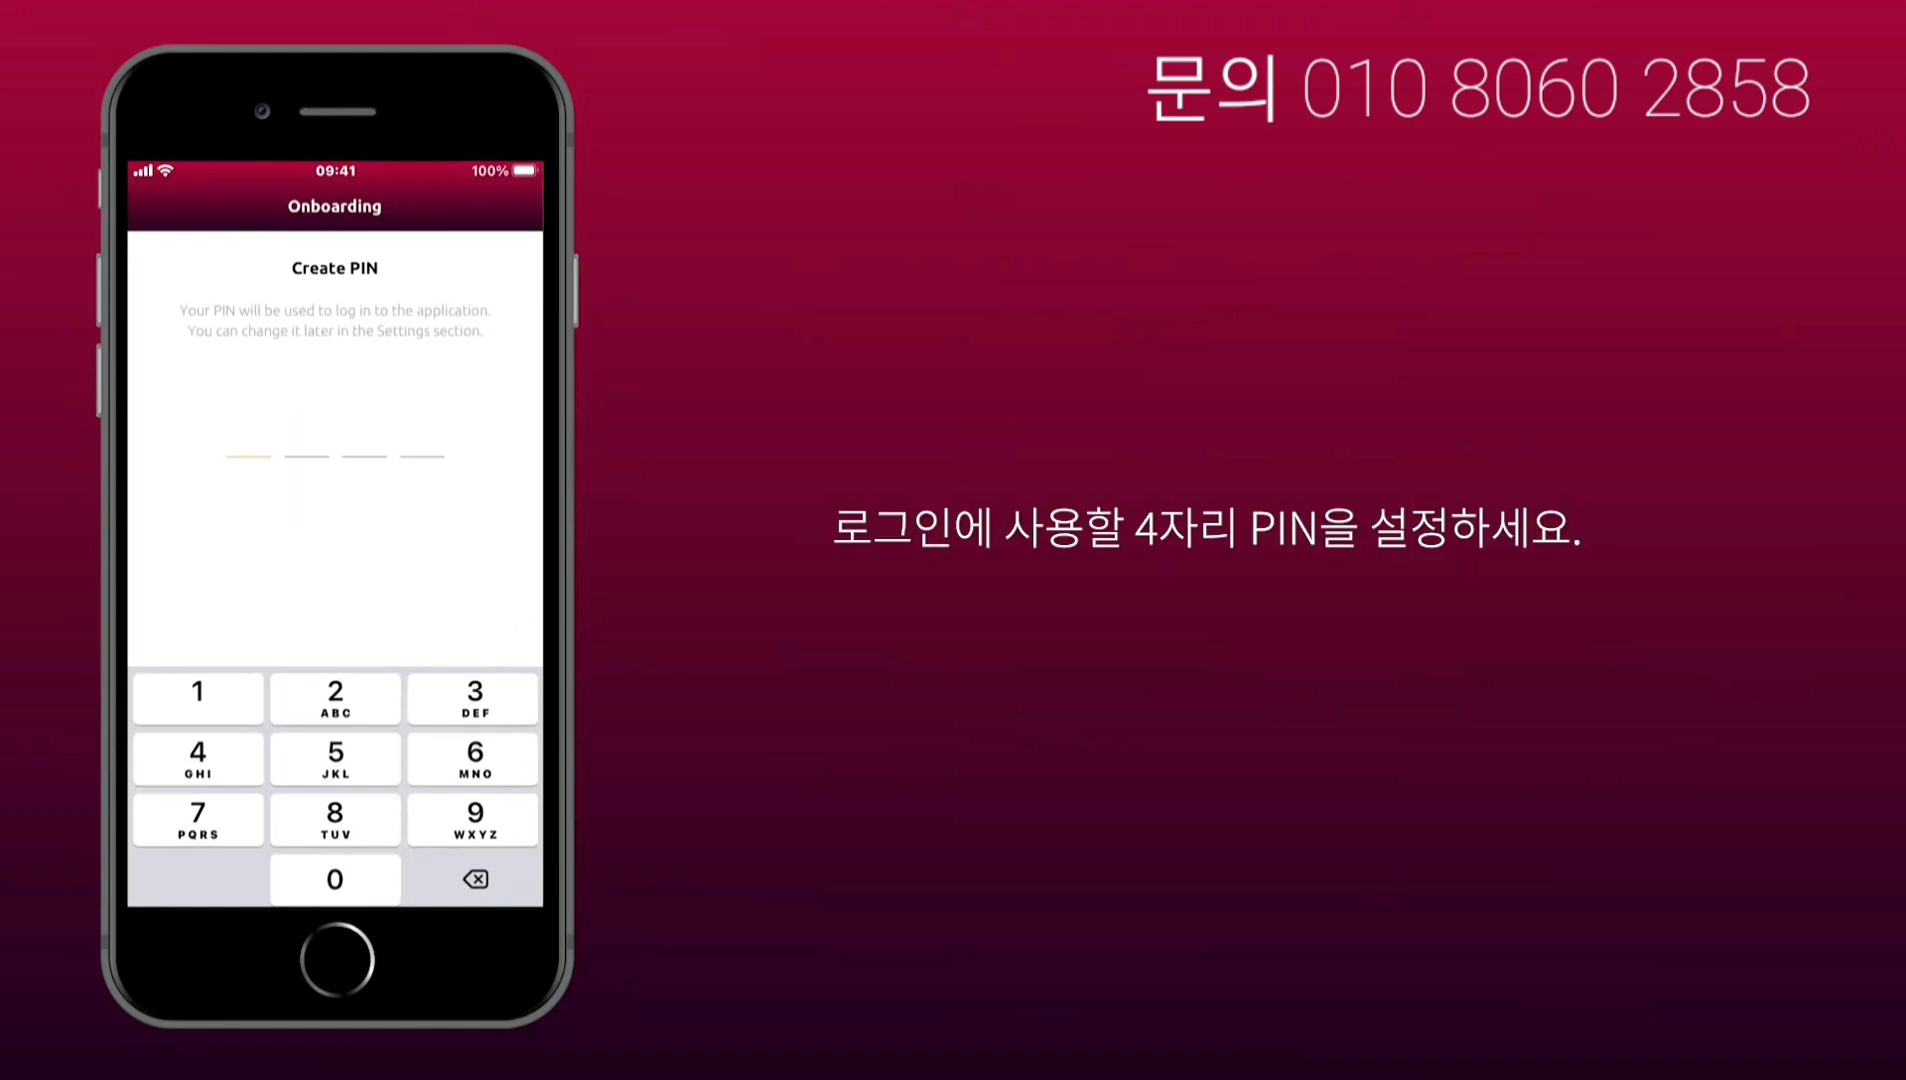 문의 010 8060 2858
09:41
100%
Onboarding
Create PIN
Your PIN will be used to log in to the application.
You can change it later in the Settings section.
로그인에 사용할 4자리 PIN을 설정하세요.
1
2
ABC
3
DEF
4
GHI
5
JKL
6
MNO
7
PQRS
8
TUV
9
WXYZ
0